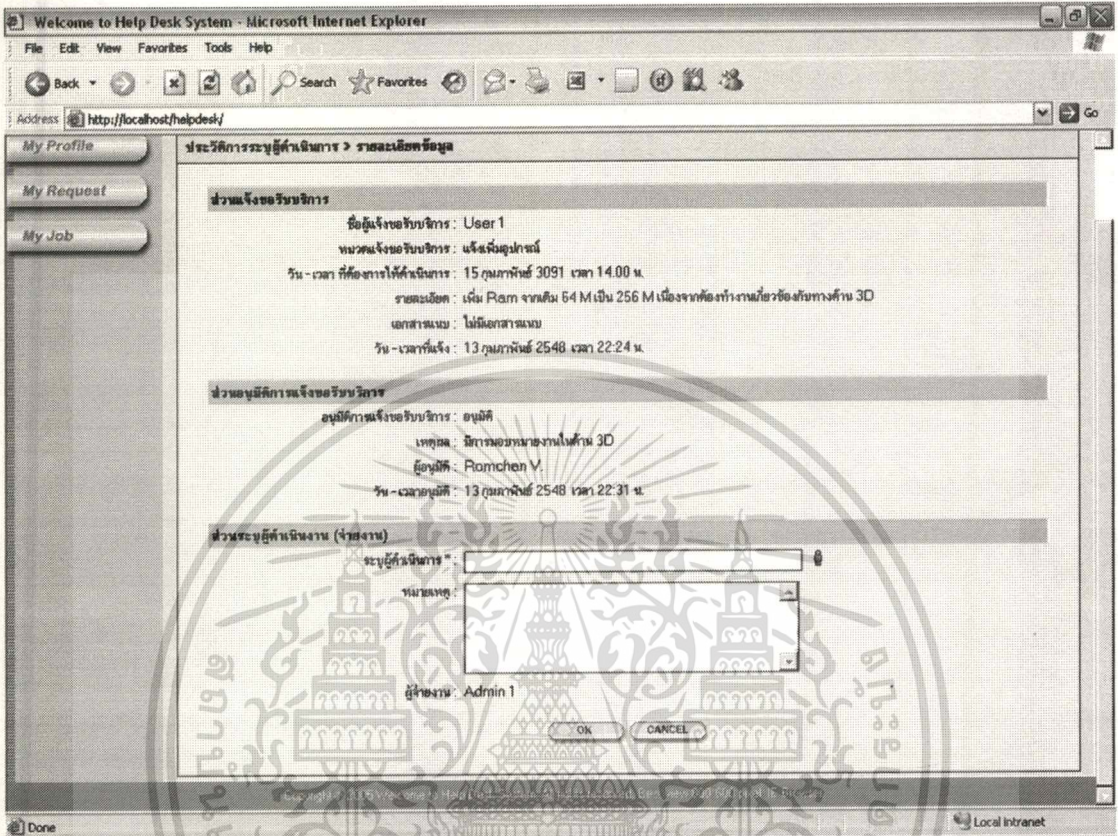 Welcome to Help Desk System - Microsoft Internet Explorer
File Edit View Favorites Tools Help
Back Search Favorites
Address http://localhost/helpdesk/ Go
My Profile
My Request
My Job
ประวัติการระบุผู้ดำเนินการ > รายละเอียดข้อมูล
ส่วนแจ้งขอรับบริการ
ชื่อผู้แจ้งขอรับบริการ : User 1
หมวดแจ้งขอรับบริการ : แจ้งเพิ่มอุปกรณ์
วัน - เวลา ที่ต้องการให้ดำเนินการ : 15 กุมภาพันธ์ 3091 เวลา 14.00 น.
รายละเอียด : เพิ่ม Ram จากเดิม 64 M เป็น 256 M เนื่องจากต้องทำงานเกี่ยวข้องกับทางด้าน 3D
เอกสารแนบ : ไม่มีเอกสารแนบ
วัน - เวลาที่แจ้ง : 13 กุมภาพันธ์ 2548 เวลา 22:24 น.
ส่วนอนุมัติการแจ้งขอรับบริการ
อนุมัติการแจ้งขอรับบริการ : อนุมัติ
เหตุผล : มีการมอบหมายงานในด้าน 3D
ผู้อนุมัติ : Romchen V.
วัน - เวลาอนุมัติ : 13 กุมภาพันธ์ 2548 เวลา 22:31 น.
ส่วนระบุผู้ดำเนินงาน (จ่ายงาน)
ระบุผู้ดำเนินการ * :
หมายเหตุ :
ผู้จ่ายงาน : Admin 1
OK CANCEL
Done Local intranet